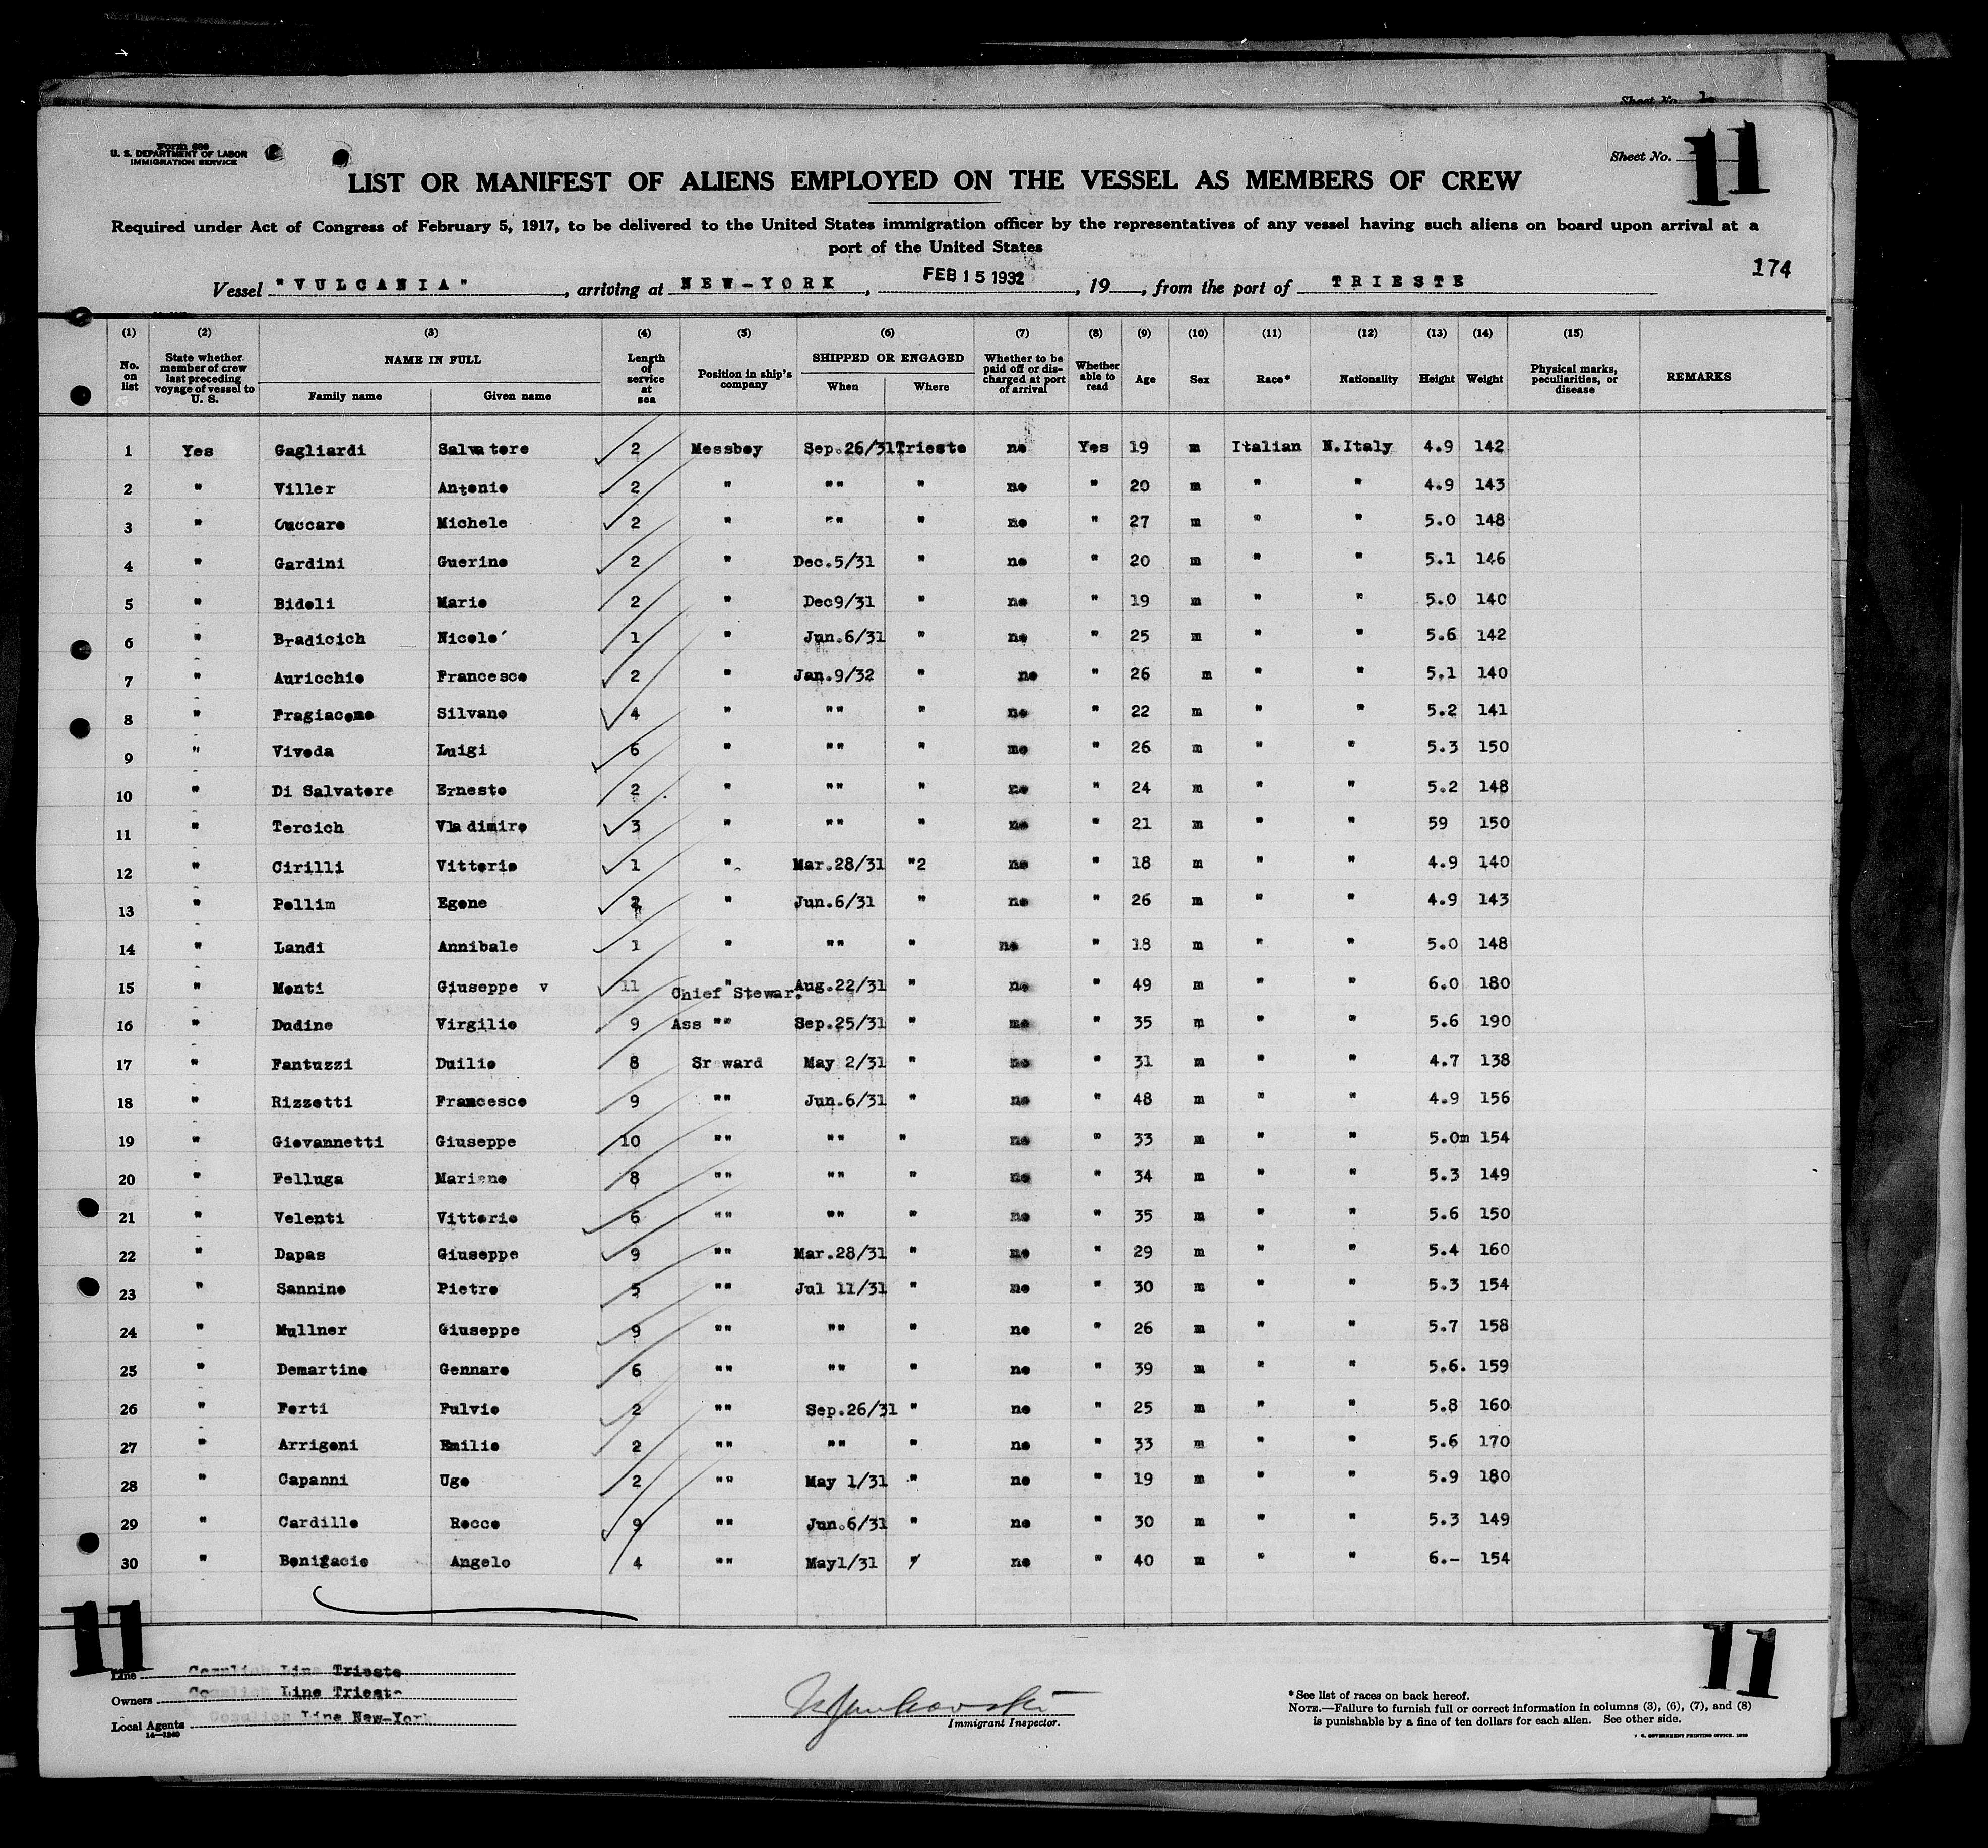 Sheet No. 1
Form 689
U. S. DEPARTMENT OF LABOR
IMMIGRATION SERVICE
Sheet No. 11
LIST OR MANIFEST OF ALIENS EMPLOYED ON THE VESSEL AS MEMBERS OF CREW
Required under Act of Congress of February 5, 1917, to be delivered to the United States immigration officer by the representatives of any vessel having such aliens on board upon arrival at a
port of the United States
174
Vessel "VULCANIA", arriving at NEW-YORK, FEB 15 1932, 19 , from the port of TRIESTE
(1) (2) (3) (4) (5) (6) (7) (8) (9) (10) (11) (12) (13) (14) (15)
No. on list State whether member of crew last preceding voyage of vessel to U. S. NAME IN FULL Family name Given name Length of service at sea Position in ship's company SHIPPED OR ENGAGED When Where Whether to be paid off or discharged at port of arrival Whether able to read Age Sex Race* Nationality Height Weight Physical marks, peculiarities, or disease REMARKS
1 Yes Gagliardi Salvatore 2 Messboy Sep.26/31 Trieste no Yes 19 m Italian N.Italy 4.9 142
2 " Viller Antonio 2 " "" " no " 20 m " " 4.9 143
3 " Cuccaro Michele 2 " "" " no " 27 m " " 5.0 148
4 " Gardini Guerino 2 " Dec.5/31 " no " 20 m " " 5.1 146
5 " Bidoli Mario 2 " Dec9/31 " no " 19 m " " 5.0 140
6 " Bradicich Nicolo' 1 " Jun.6/31 " no " 25 m " " 5.6 142
7 " Auricchio Francesco 2 " Jan.9/32 " no " 26 m " " 5.1 140
8 " Fragiacomo Silvano 4 " "" " no " 22 m " " 5.2 141
9 " Vivoda Luigi 6 " "" " no " 26 m " " 5.3 150
10 " Di Salvatore Ernesto 2 " "" " no " 24 m " " 5.2 148
11 " Tercich Vladimiro 3 " "" " no " 21 m " " 59 150
12 " Cirilli Vittorio 1 " Mar.28/31 "2 no " 18 m " " 4.9 140
13 " Pollim Egone 2 " Jun.6/31 " no " 26 m " " 4.9 143
14 " Landi Annibale 1 " "" " no " 18 m " " 5.0 148
15 " Monti Giuseppe v 11 " Chief Stewar. Aug.22/31 " no " 49 m " " 6.0 180
16 " Dudine Virgilio 9 Ass "" Sep.25/31 " no " 35 m " " 5.6 190
17 " Fantuzzi Duilio 8 Sr ward May 2/31 " no " 31 m " " 4.7 138
18 " Rizzotti Francesco 9 "" Jun.6/31 " no " 48 m " " 4.9 156
19 " Giovannetti Giuseppe 10 "" "" " no " 33 m " " 5.0m 154
20 " Felluga Mariano 8 "" "" " no " 34 m " " 5.3 149
21 " Velenti Vittorio 6 "" "" " no " 35 m " " 5.6 150
22 " Dapas Giuseppe 9 "" Mar.28/31 " no " 29 m " " 5.4 160
23 " Sannino Pietro 5 "" Jul 11/31 " no " 30 m " " 5.3 154
24 " Mullner Giuseppe 9 "" "" " no " 26 m " " 5.7 158
25 " Demartino Gennaro 6 "" "" " no " 39 m " " 5.6. 159
26 " Forti Fulvio 2 "" Sep.26/31 " no " 25 m " " 5.8 160
27 " Arrigoni Emilio 2 "" "" " no " 33 m " " 5.6 170
28 " Capanni Ugo 2 "" May 1/31 " no " 19 m " " 5.9 180
29 " Cardillo Rocco 9 "" Jun.6/31 " no " 30 m " " 5.3 149
30 " Bonifacio Angelo 4 "" May1/31 " no " 40 m " " 6.- 154
11
11
Line Cosulich Line Trieste
Owners Cosulich Line Trieste
Local Agents Cosulich Line New-York
14—1240
Immigrant Inspector.
*See list of races on back hereof.
NOTE.—Failure to furnish full or correct information in columns (3), (6), (7), and (8)
is punishable by a fine of ten dollars for each alien. See other side.